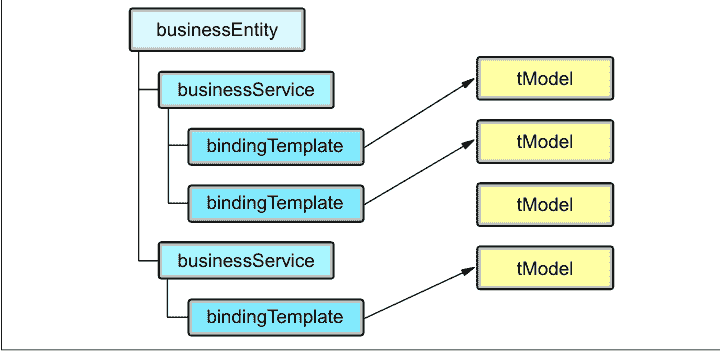 businessEntity
businessService
tModel
bindingTemplate
tModel
bindingTemplate
tModel
businessService
tModel
bindingTemplate